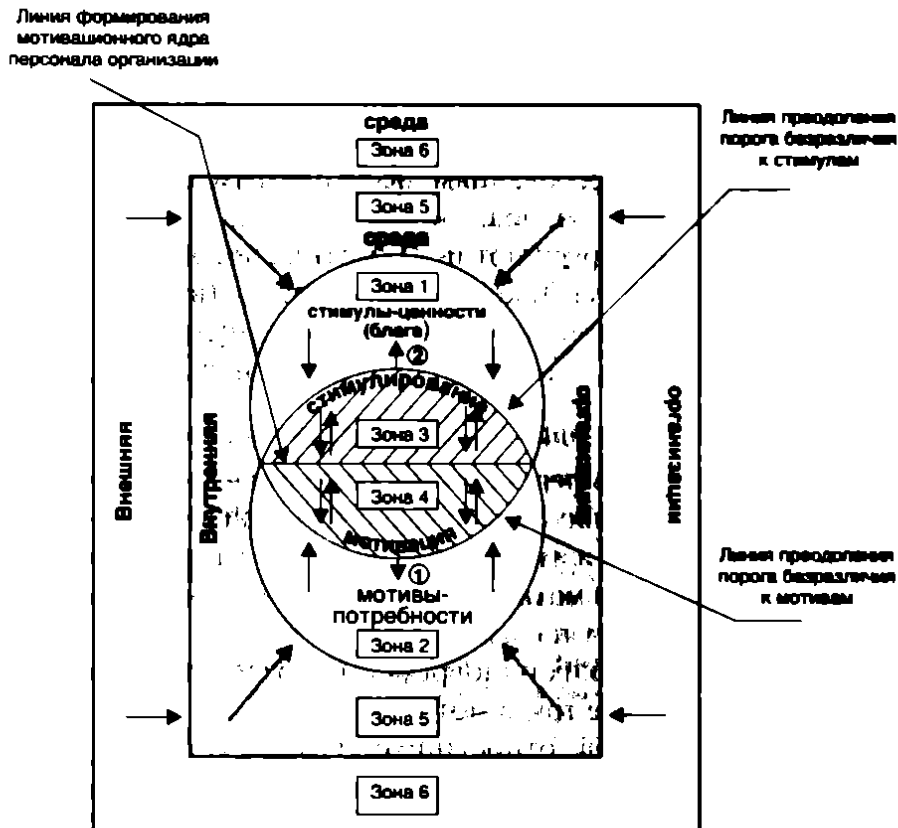 Линия формирования
мотивационного ядра
персонала организации
Линия преодоления
порога безразличия
к стимулам
среда
Зона 6
Зона 5
среда
Зона 1
стимулы-ценности
(блага)
②
стимулирование
Зона 3
Внешняя
Внутренняя
организации
организации
Зона 4
мотивация
①
мотивы-
потребности
Зона 2
Линия преодоления
порога безразличия
к мотивам
Зона 5
Зона 6